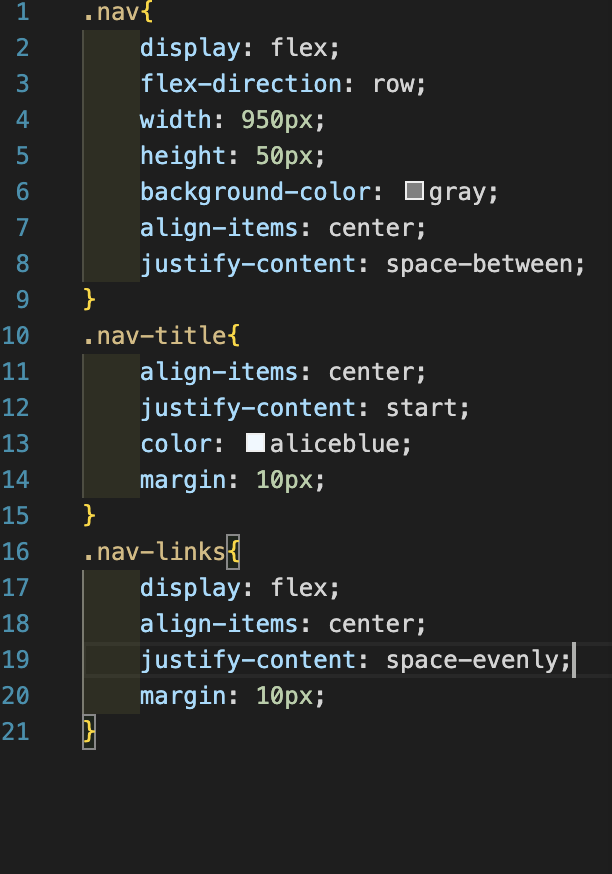 1 .nav{
2 display: flex;
3 flex-direction: row;
4 width: 950px;
5 height: 50px;
6 background-color: gray;
7 align-items: center;
8 justify-content: space-between;
9 }
10 .nav-title{
11 align-items: center;
12 justify-content: start;
13 color: aliceblue;
14 margin: 10px;
15 }
16 .nav-links{
17 display: flex;
18 align-items: center;
19 justify-content: space-evenly;
20 margin: 10px;
21 }